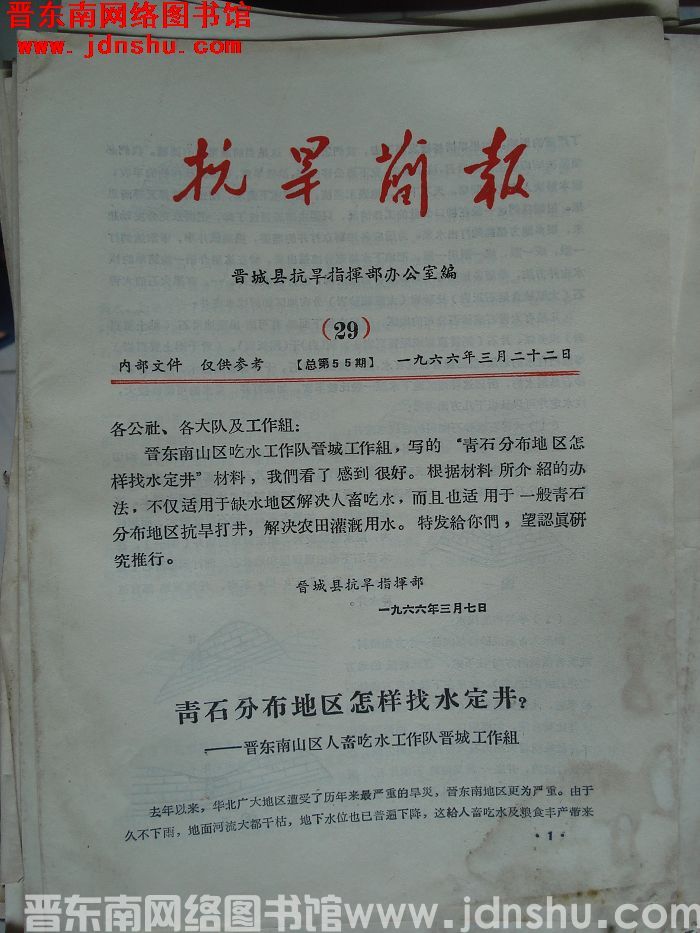 晋东南网络图书馆
www.jdnshu.com
抗旱简报
晋城县抗旱指揮部办公室編
(29)
内部文件 仅供参考 【总第55期】 一九六六年三月二十二日
各公社、各大队及工作組:
晋东南山区吃水工作队晋城工作組，写的“靑石分布地区怎
样找水定井”材料，我們看了感到很好。根据材料所介紹的办
法，不仅适用于缺水地区解决人畜吃水，而且也适用于一般靑石
分布地区抗旱打井，解决农田灌溉用水。特发給你們，望認眞硏
究推行。
晋城县抗旱指揮部
一九六六年三月七日
靑石分布地区怎样找水定井?
——晋东南山区人畜吃水工作队晋城工作組
去年以来，华北广大地区遭受了历年来最严重的旱災，晋东南地区更为严重。由于
久不下雨，地面河流大都干枯，地下水位也已普遍下降，这給人畜吃水及粮食丰产带来
·1·
晋东南网络图书馆www.jdnshu.com